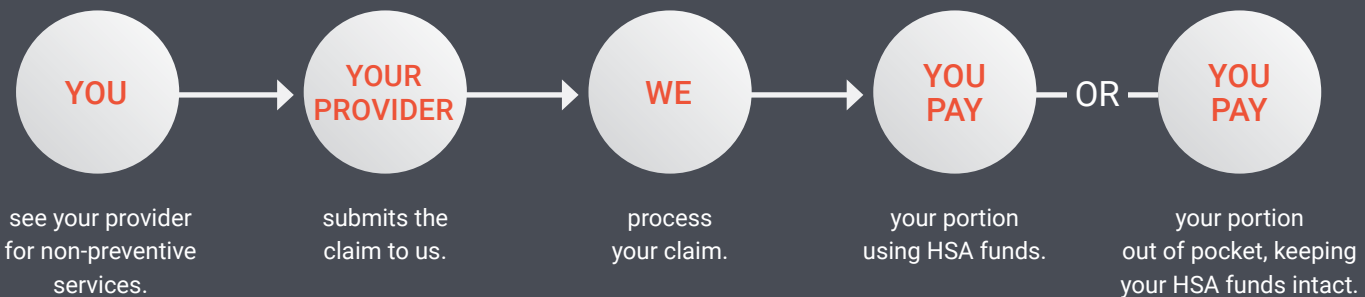 YOU
see your provider
for non-preventive
services.
YOUR
PROVIDER
submits the
claim to us.
WE
process
your claim.
YOU
PAY
your portion
using HSA funds.
OR
YOU
PAY
your portion
out of pocket, keeping
your HSA funds intact.